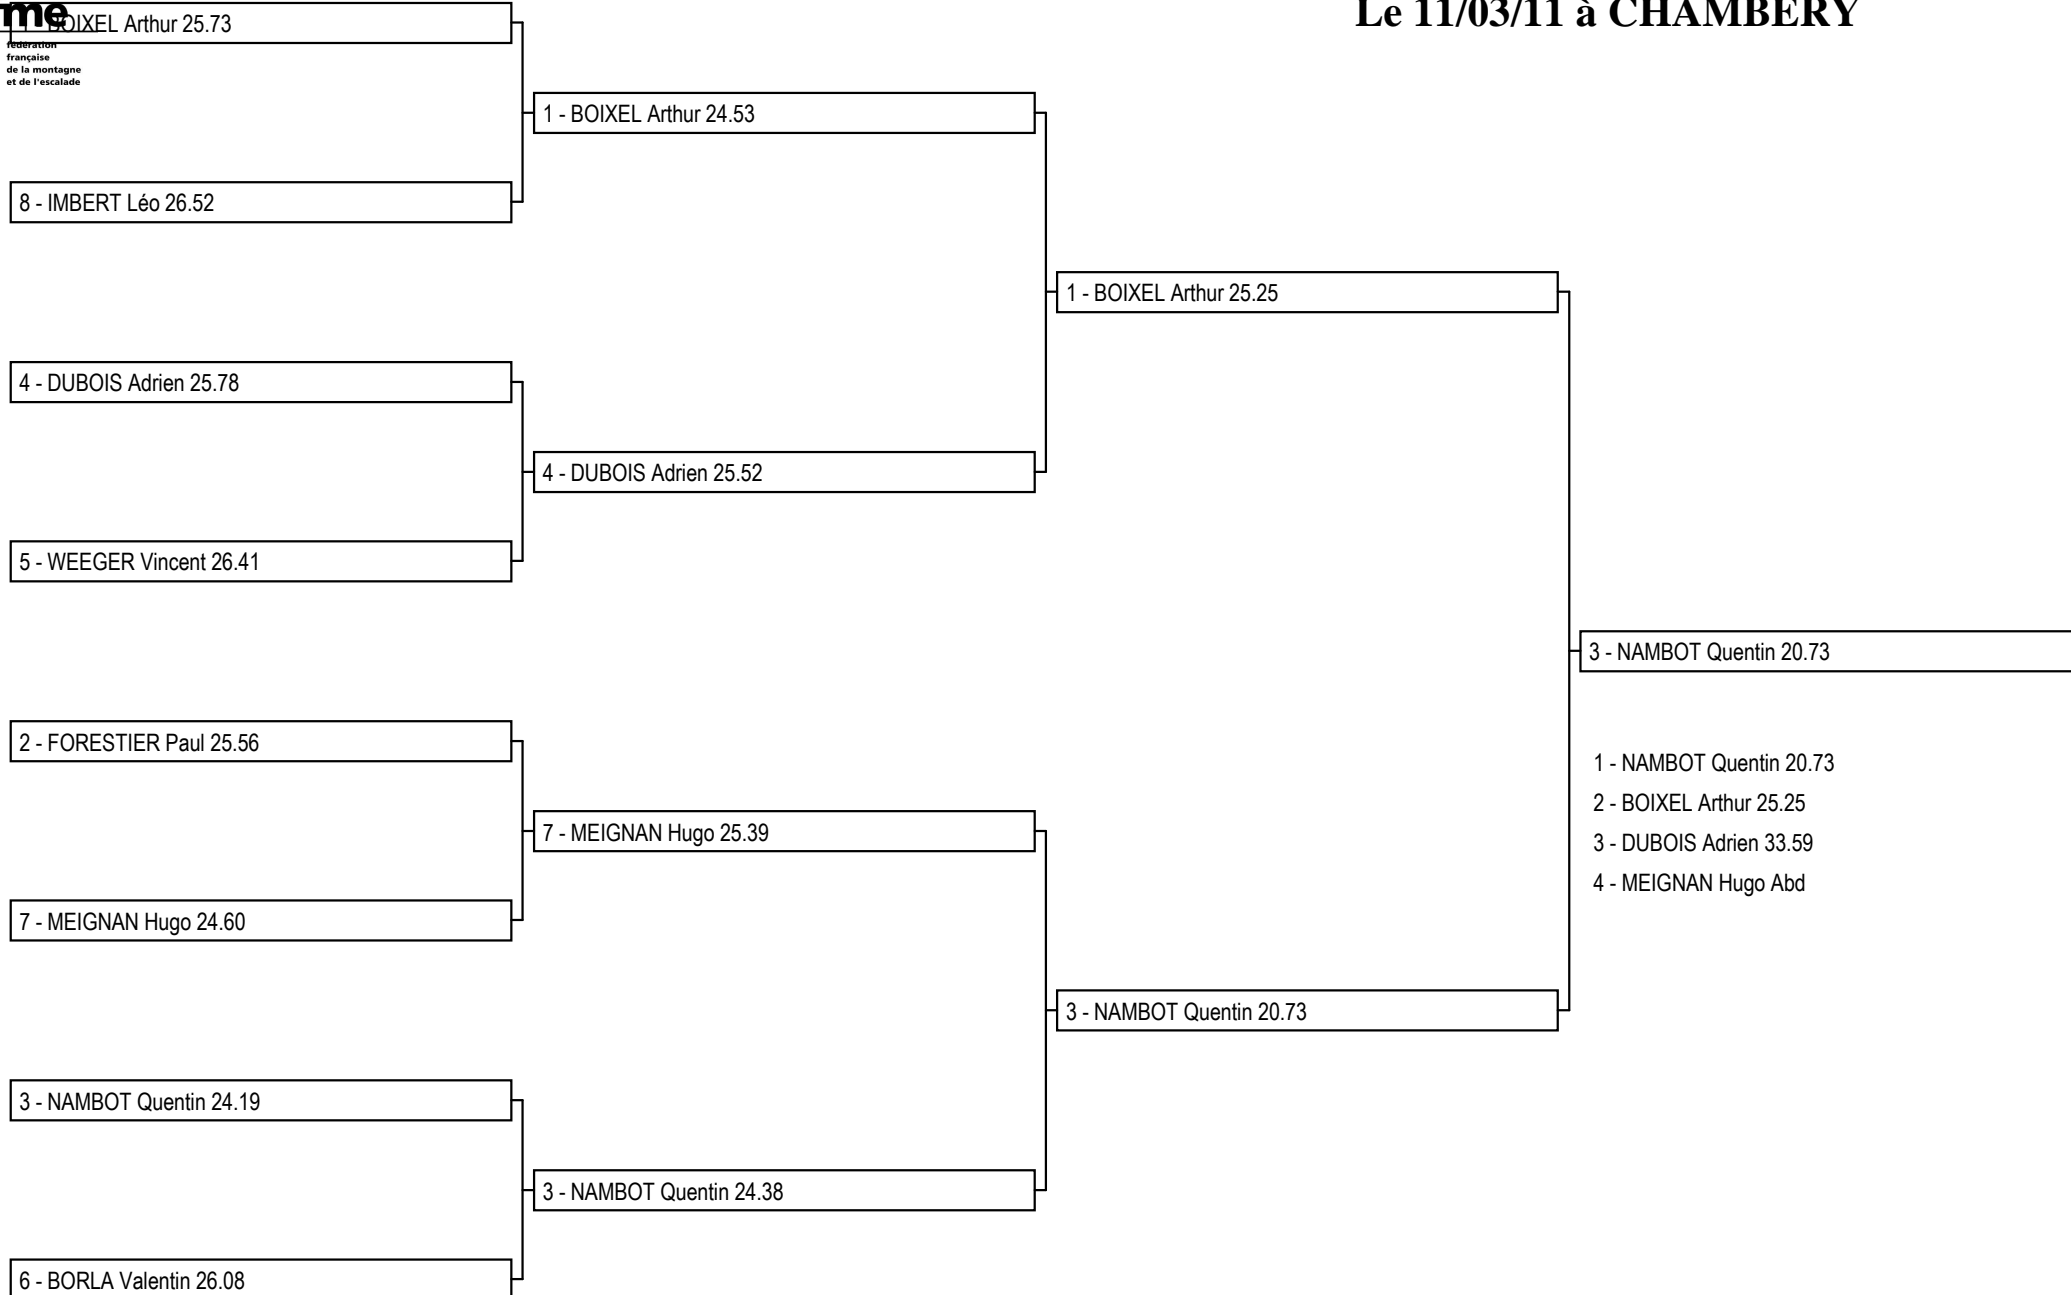 Le 11/03/11 à CHAMBERY
me
fédération
française
de la montagne
et de l'escalade
BOIXEL Arthur 25.73
1 - BOIXEL Arthur 24.53
8 - IMBERT Léo 26.52
1 - BOIXEL Arthur 25.25
4 - DUBOIS Adrien 25.78
4 - DUBOIS Adrien 25.52
5 - WEEGER Vincent 26.41
3 - NAMBOT Quentin 20.73
2 - FORESTIER Paul 25.56
1 - NAMBOT Quentin 20.73
2 - BOIXEL Arthur 25.25
3 - DUBOIS Adrien 33.59
4 - MEIGNAN Hugo Abd
7 - MEIGNAN Hugo 25.39
7 - MEIGNAN Hugo 24.60
3 - NAMBOT Quentin 20.73
3 - NAMBOT Quentin 24.19
3 - NAMBOT Quentin 24.38
6 - BORLA Valentin 26.08